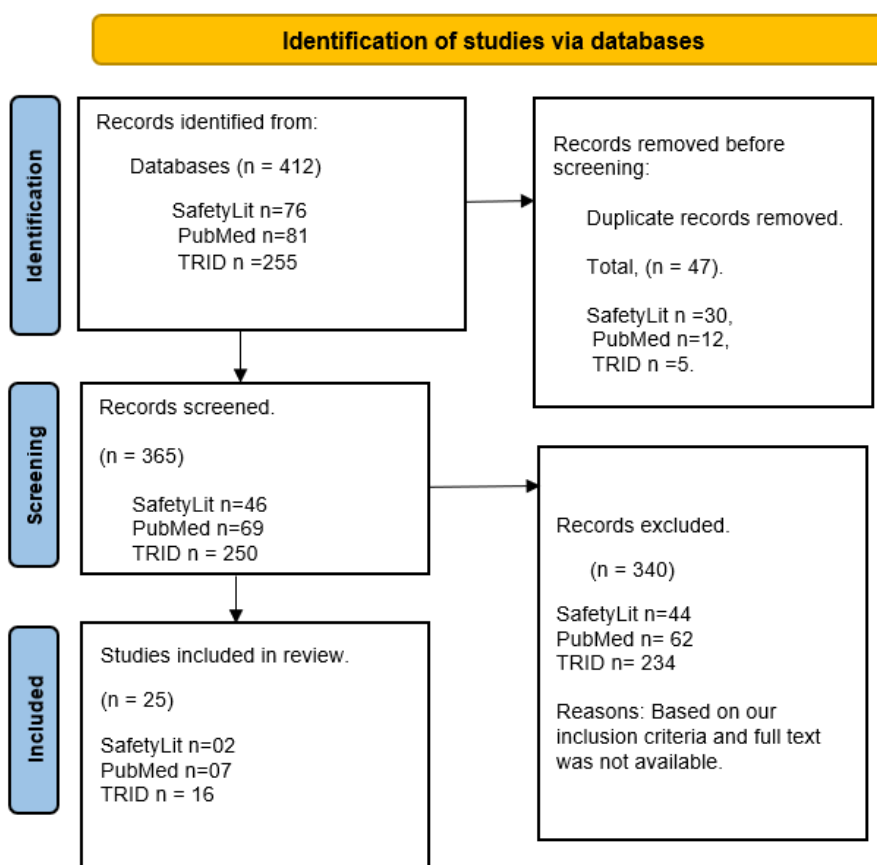 Identification of studies via databases
Identification
Records identified from:
Databases (n = 412)
SafetyLit n=76
PubMed n=81
TRID n =255
Records removed before
screening:
Duplicate records removed.
Total, (n = 47).
SafetyLit n =30,
PubMed n=12,
TRID n =5.
Screening
Records screened.
(n = 365)
SafetyLit n=46
PubMed n=69
TRID n = 250
Records excluded.
(n = 340)
SafetyLit n=44
PubMed n= 62
TRID n= 234
Reasons: Based on our
inclusion criteria and full text
was not available.
Included
Studies included in review.
(n = 25)
SafetyLit n=02
PubMed n=07
TRID n = 16